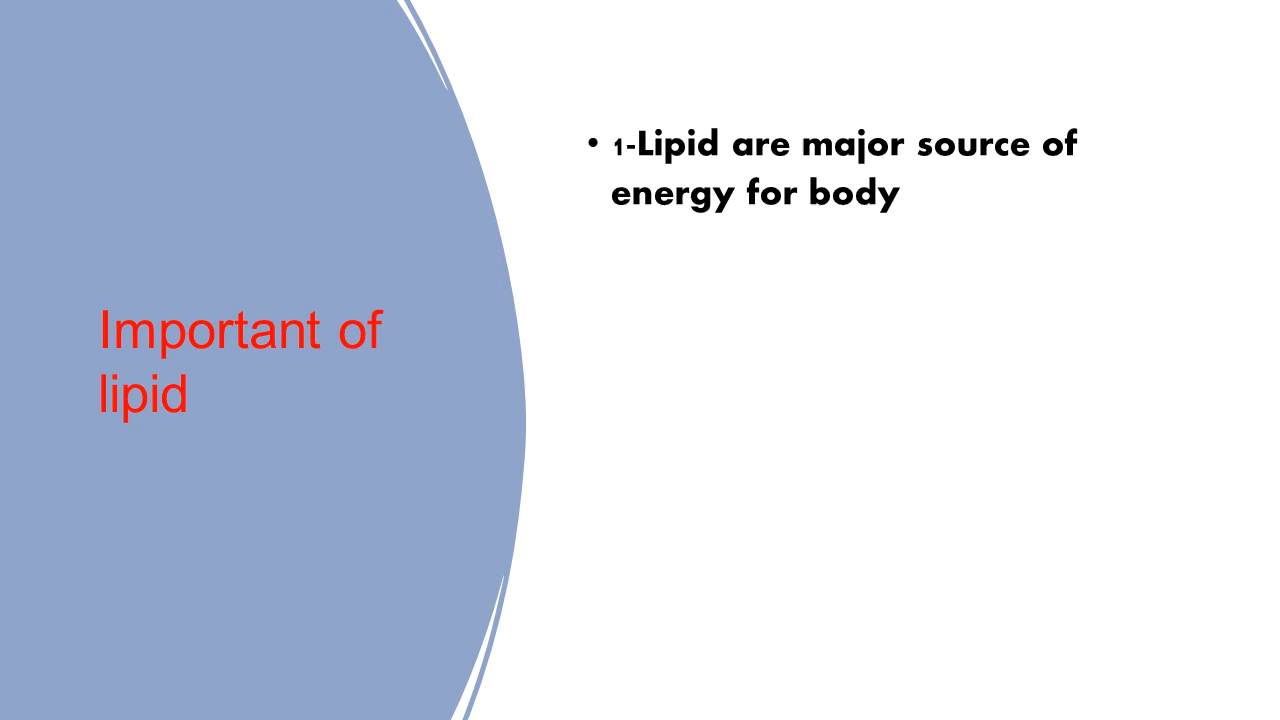 Important of
lipid
• 1-Lipid are major source of
energy for body